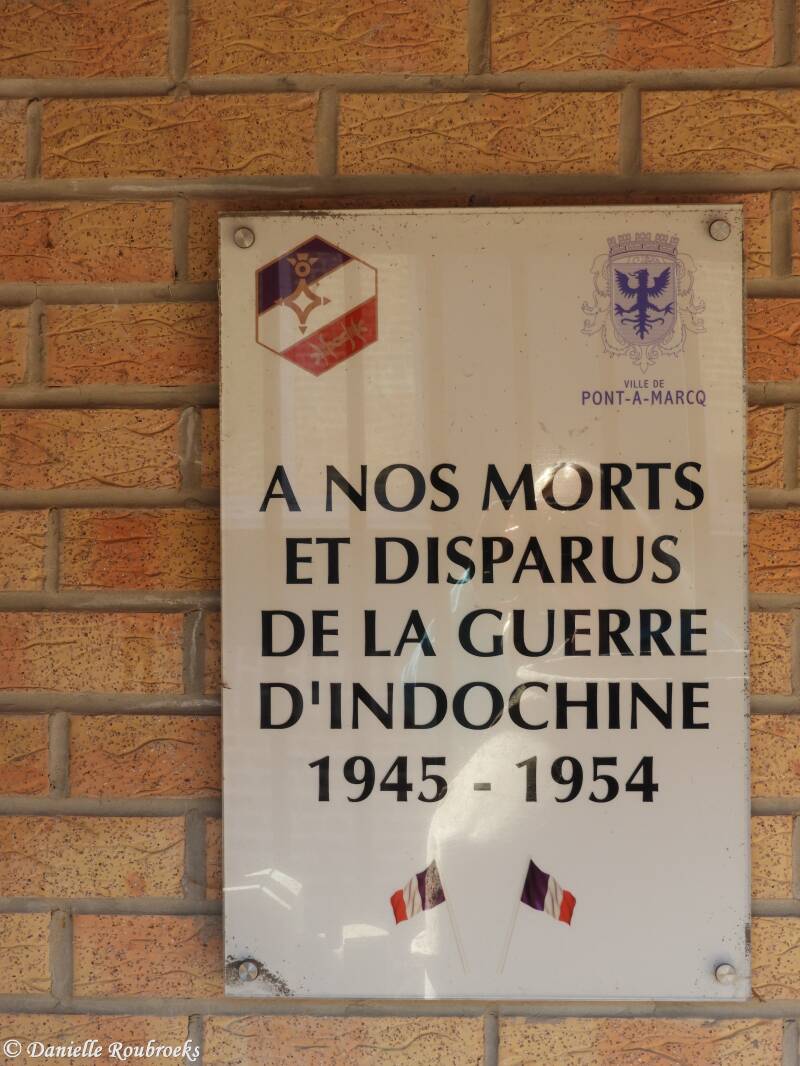 VILLE DE
PONT-A-MARCQ
A NOS MORTS
ET DISPARUS
DE LA GUERRE
D'INDOCHINE
1945 - 1954
© Danielle Roubroeks